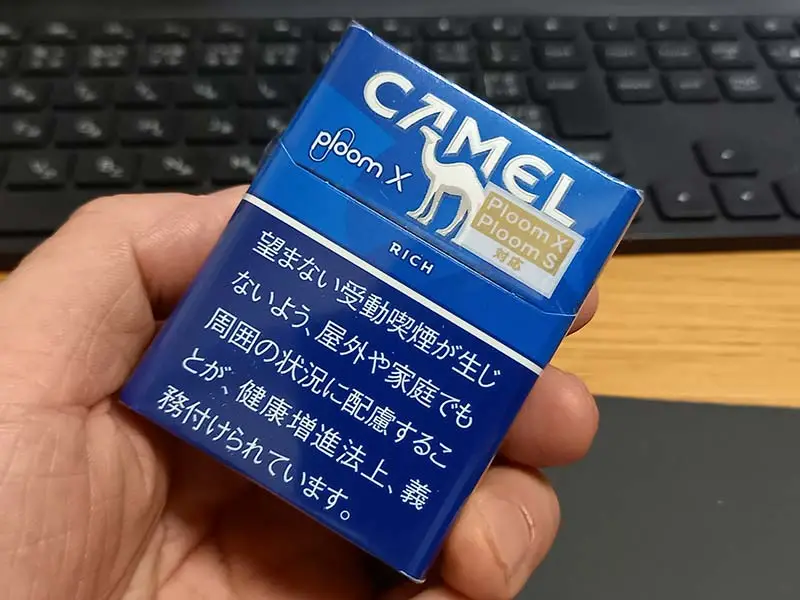 CAMEL
ploom X
Ploom X
Ploom S
対応
RICH
望まない受動喫煙が生じ
ないよう、屋外や家庭でも
周囲の状況に配慮するこ
とが、健康増進法上、義
務付けられています。